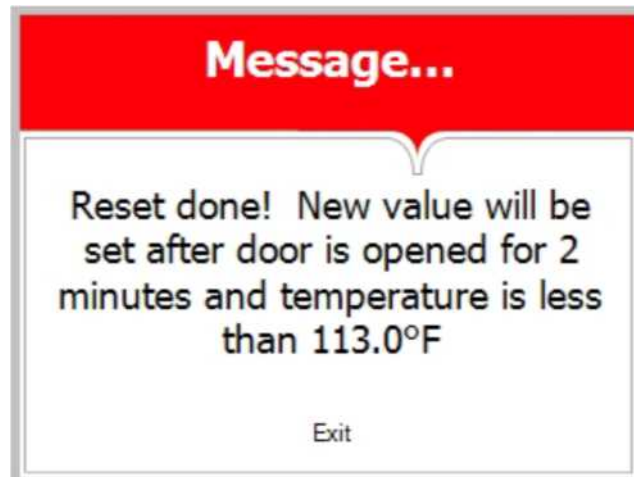 Message...
Reset done!  New value will be
set after door is opened for 2
minutes and temperature is less
than 113.0°F
Exit